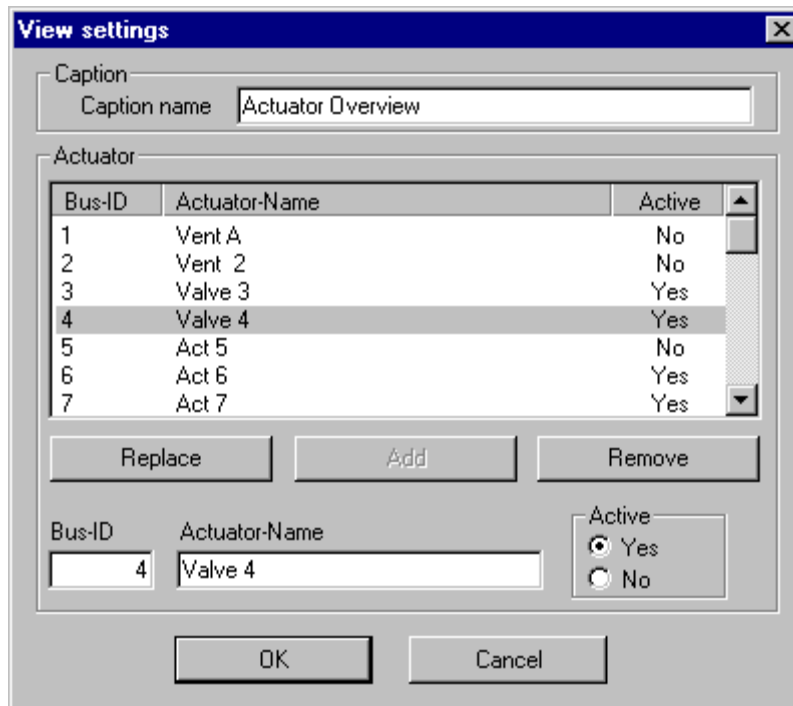 View settings
Caption
Caption name Actuator Overview
Actuator
Bus-ID Actuator-Name Active
1 Vent A No
2 Vent 2 No
3 Valve 3 Yes
4 Valve 4 Yes
5 Act 5 No
6 Act 6 Yes
7 Act 7 Yes
Replace Add Remove
Bus-ID Actuator-Name Active
4 Valve 4 Yes
No
OK Cancel